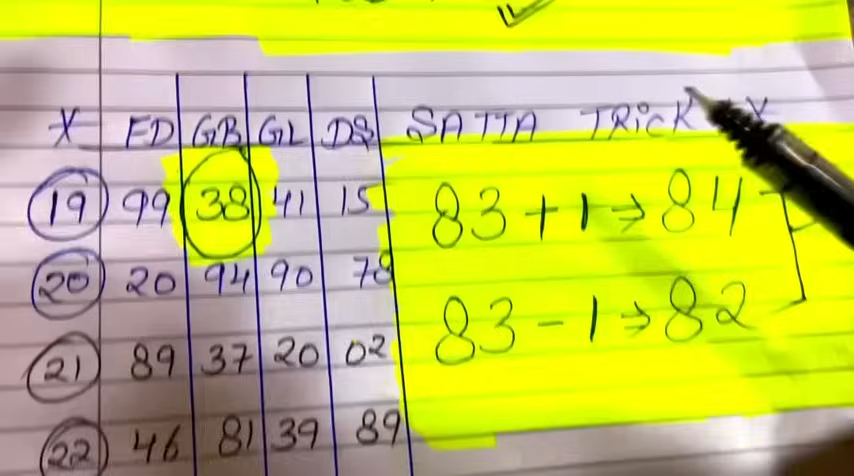 X FD GB GL DS SATTA TRICK X
19 99 38 41 15 83+1⇒84
20 20 94 90 78
83-1⇒82
21 89 37 20 02
22 46 81 39 89